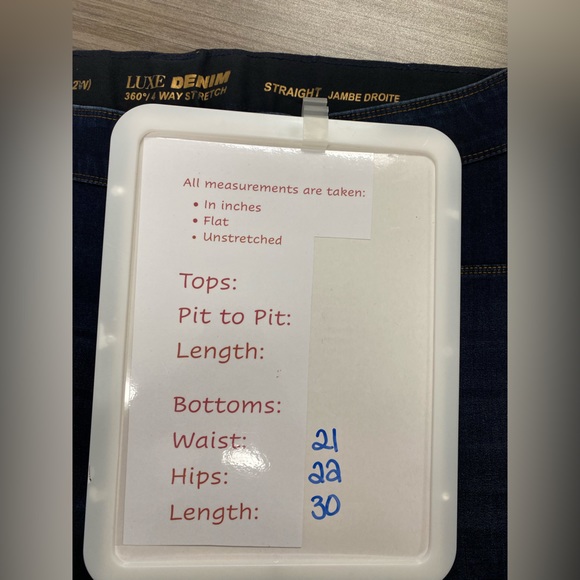 2W)
LUXE DENIM
360°/4 WAY STRETCH
STRAIGHT JAMBE DROITE
All measurements are taken:
• In inches
• Flat
• Unstretched
Tops:
Pit to Pit:
Length:
Bottoms:
Waist: 21
Hips: 22
Length: 30